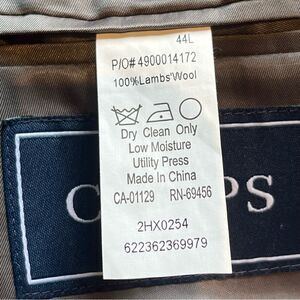 44L
P/O# 4900014172
100%Lambs'Wool
Dry Clean Only
Low Moisture
Utility Press
Made In China
CA-01129 RN-69456
2HX0254
622362369979